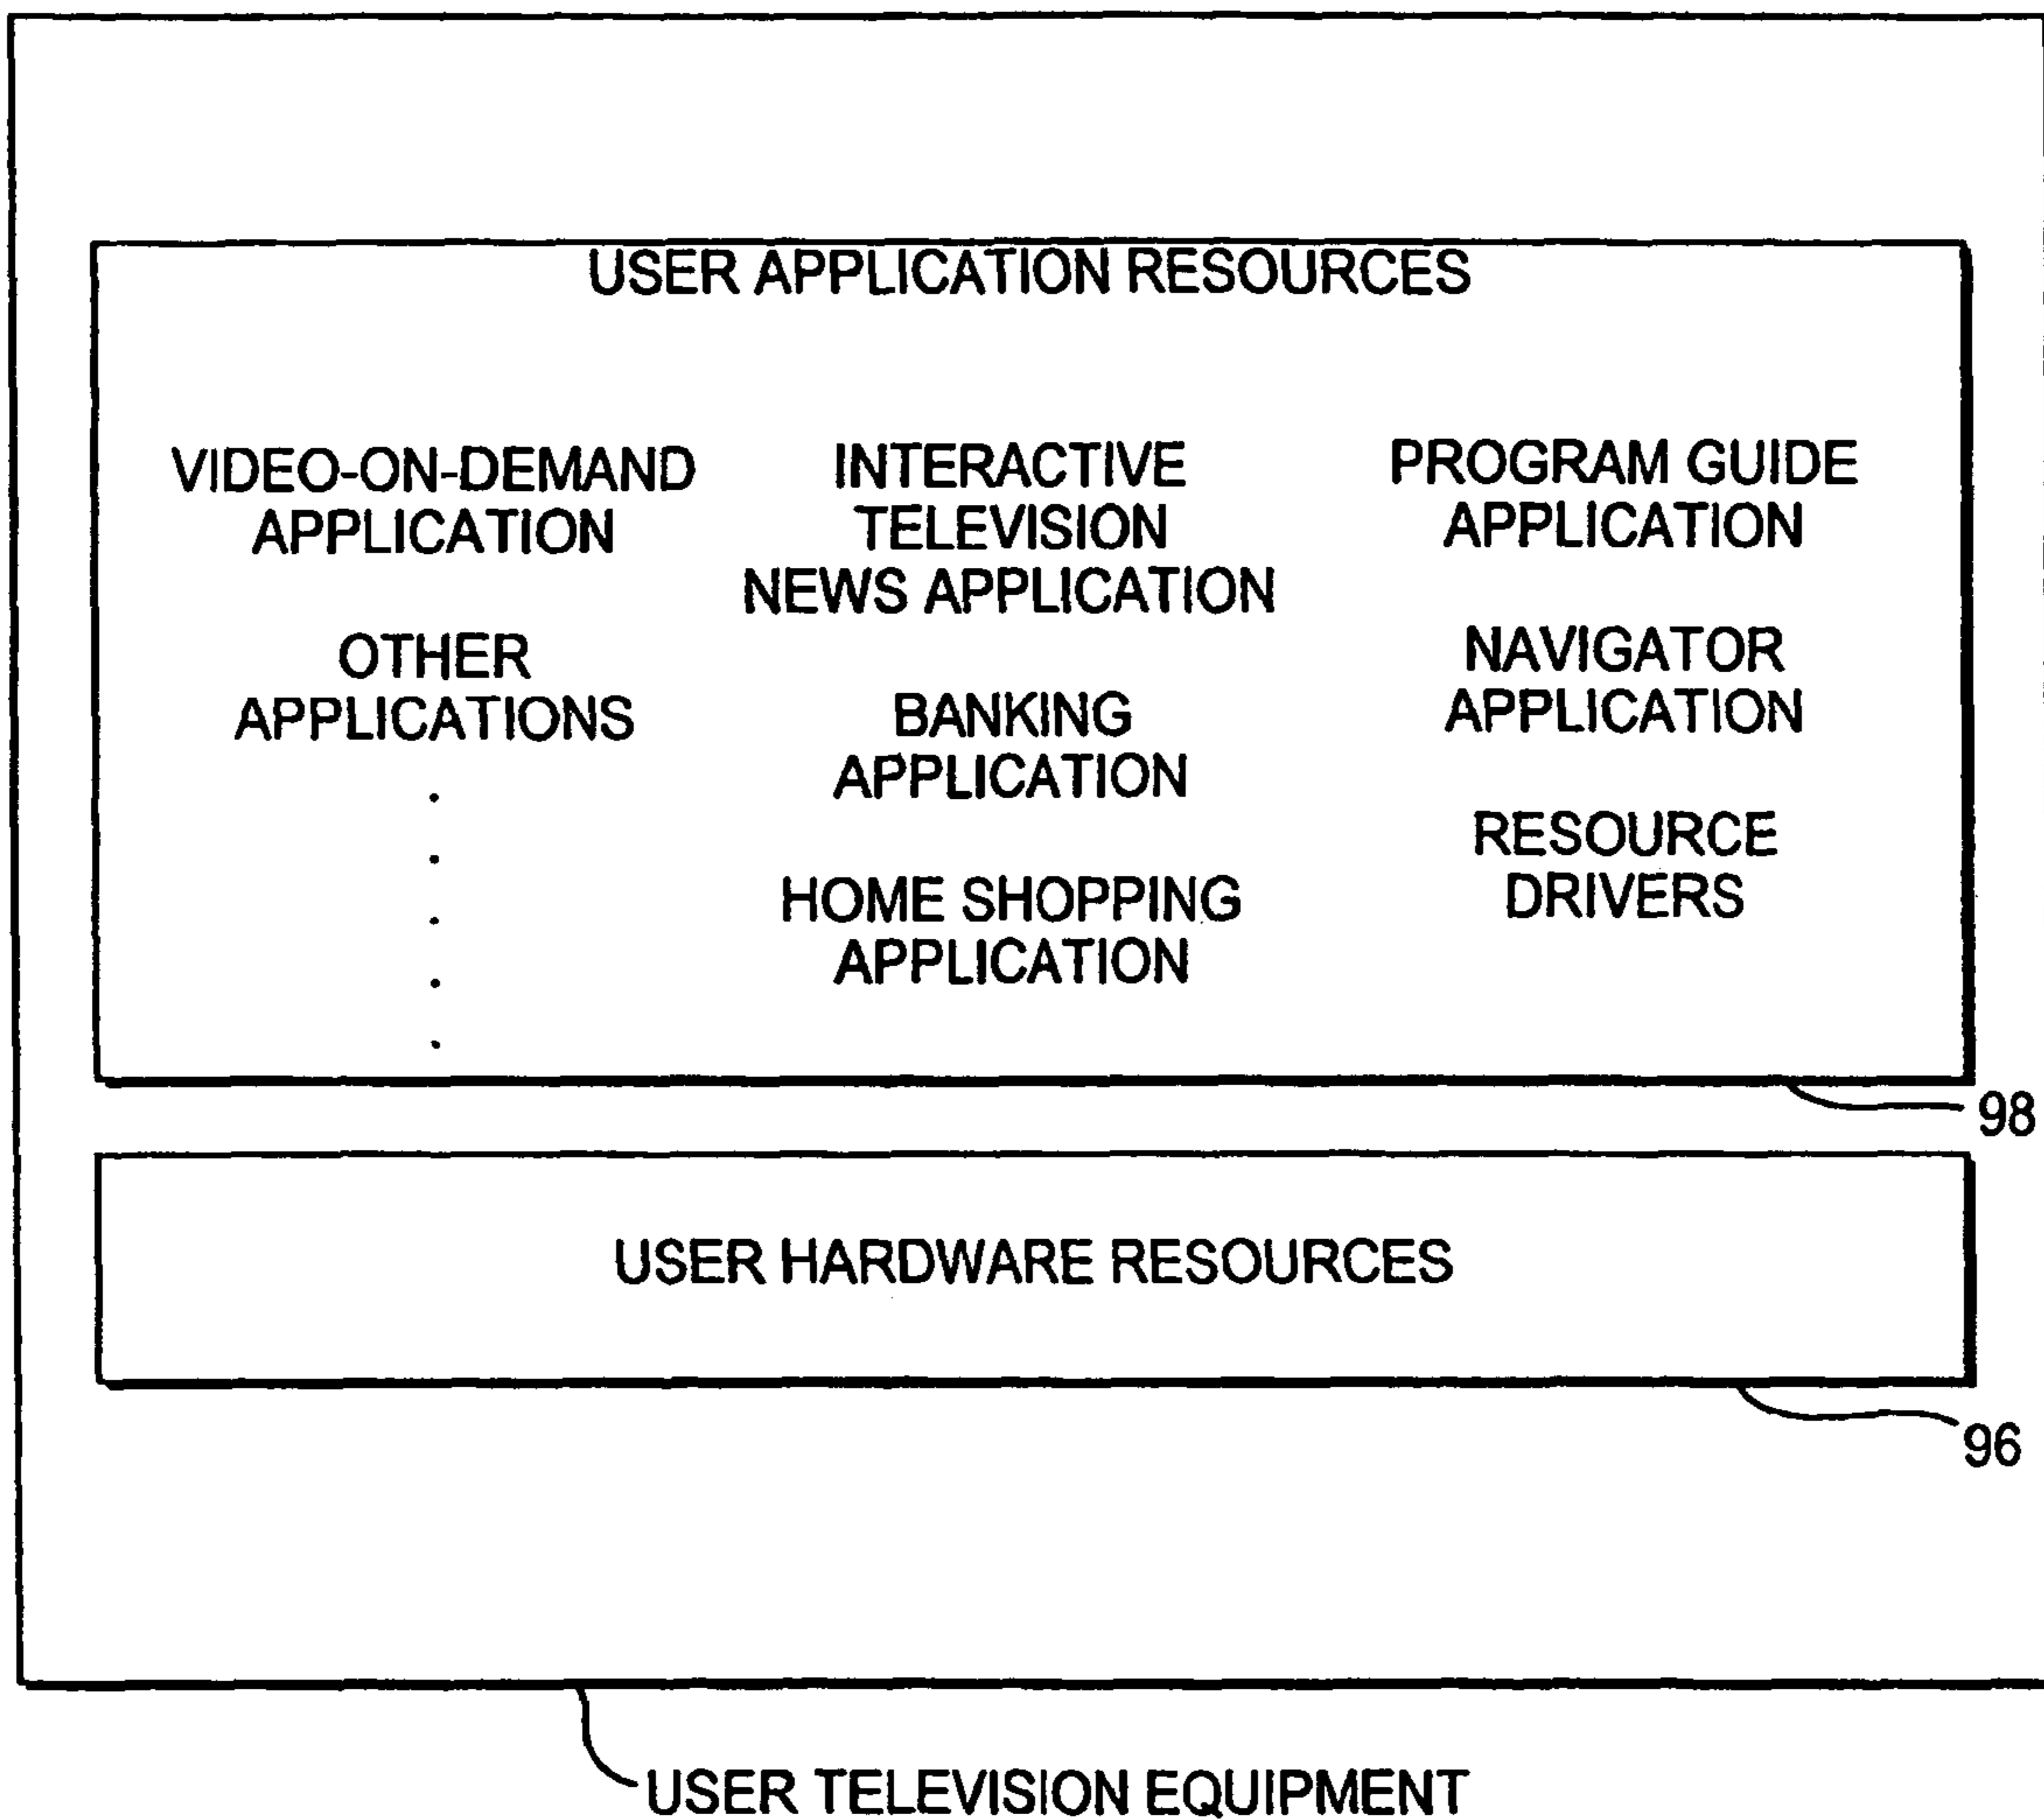 USER APPLICATION RESOURCES
VIDEO-ON-DEMAND
APPLICATION
OTHER
APPLICATIONS
.
.
.
.
.
INTERACTIVE
TELEVISION
NEWS APPLICATION
BANKING
APPLICATION
HOME SHOPPING
APPLICATION
PROGRAM GUIDE
APPLICATION
NAVIGATOR
APPLICATION
RESOURCE
DRIVERS
98
USER HARDWARE RESOURCES
96
USER TELEVISION EQUIPMENT